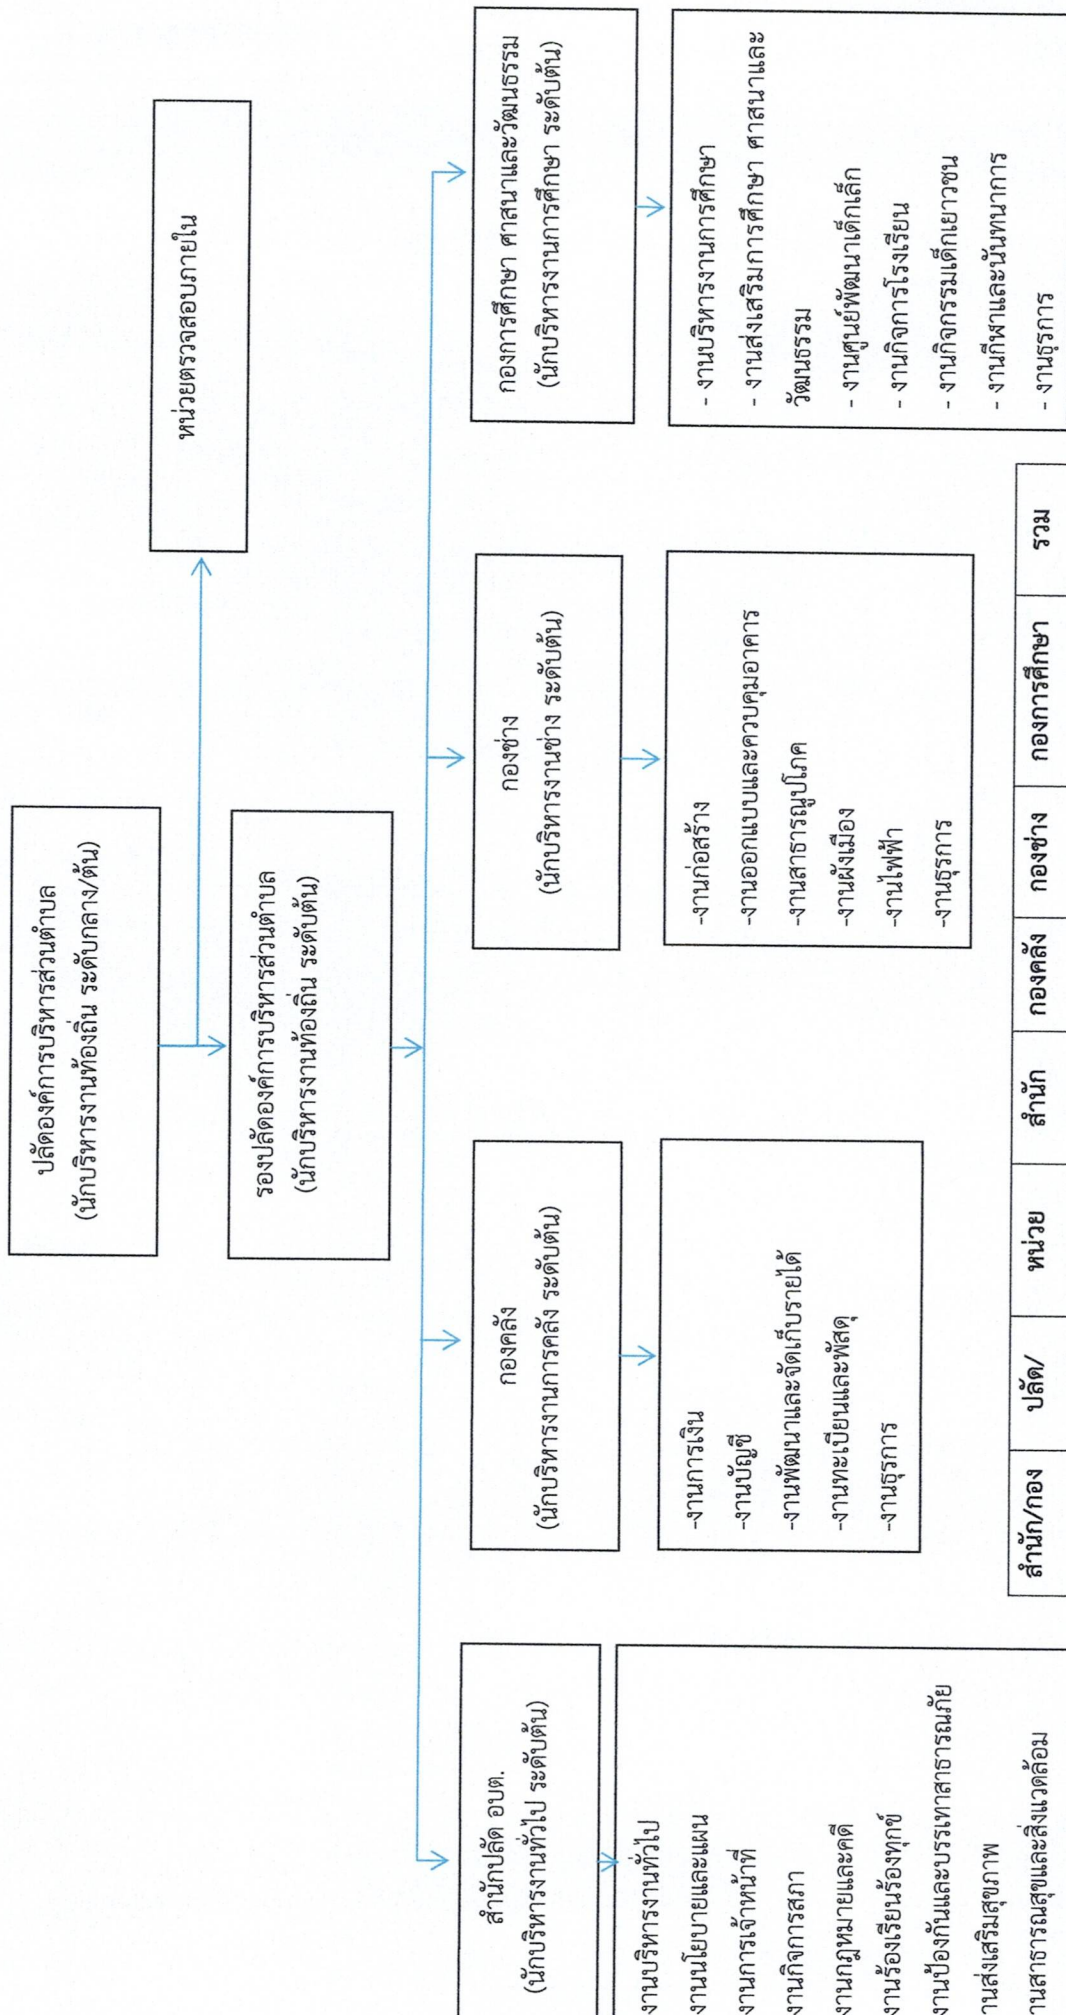 ปลัดองค์การบริหารส่วนตำบล
(นักบริหารงานท้องถิ่น ระดับกลาง/ต้น)
หน่วยตรวจสอบภายใน
รองปลัดองค์การบริหารส่วนตำบล
(นักบริหารงานท้องถิ่น ระดับต้น)
สำนักปลัด อบต.
(นักบริหารงานทั่วไป ระดับต้น)
งานบริหารงานทั่วไป
งานนโยบายและแผน
งานการเจ้าหน้าที่
งานกิจการสภา
งานกฎหมายและคดี
งานร้องเรียนร้องทุกข์
งานป้องกันและบรรเทาสาธารณภัย
งานส่งเสริมสุขภาพ
งานสาธารณสุขและสิ่งแวดล้อม
กองคลัง
(นักบริหารงานการคลัง ระดับต้น)
-งานการเงิน
-งานบัญชี
-งานพัฒนาและจัดเก็บรายได้
-งานทะเบียนและพัสดุ
-งานธุรการ
กองช่าง
(นักบริหารงานช่าง ระดับต้น)
-งานก่อสร้าง
-งานออกแบบและควบคุมอาคาร
-งานสาธารณูปโภค
-งานผังเมือง
-งานไฟฟ้า
-งานธุรการ
กองการศึกษา ศาสนาและวัฒนธรรม
(นักบริหารงานการศึกษา ระดับต้น)
- งานบริหารงานการศึกษา
- งานส่งเสริมการศึกษา ศาสนาและ
วัฒนธรรม
- งานศูนย์พัฒนาเด็กเล็ก
- งานกิจการโรงเรียน
- งานกิจกรรมเด็กเยาวชน
- งานกีฬาและนันทนาการ
- งานธุรการ
สำนัก/กอง ปลัด/ หน่วย สำนัก กองคลัง กองช่าง กองการศึกษา รวม